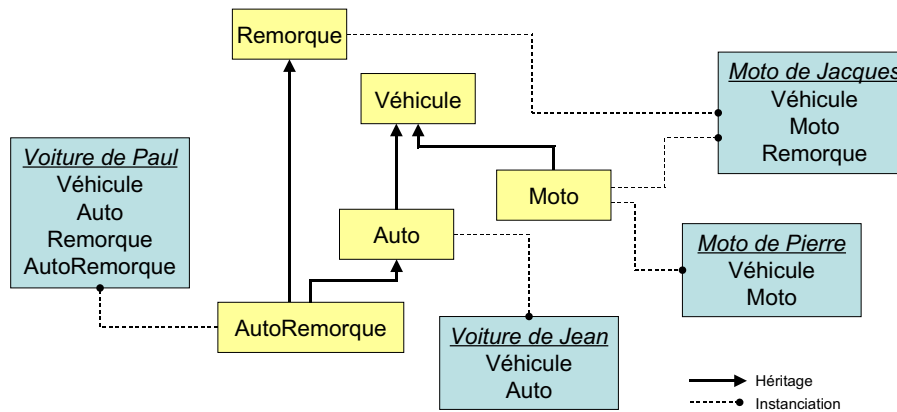 Remorque
Véhicule
Moto de Jacques
Véhicule
Moto
Remorque
Voiture de Paul
Véhicule
Auto
Remorque
AutoRemorque
Moto
Auto
Moto de Pierre
Véhicule
Moto
AutoRemorque
Voiture de Jean
Véhicule
Auto
Héritage
Instanciation